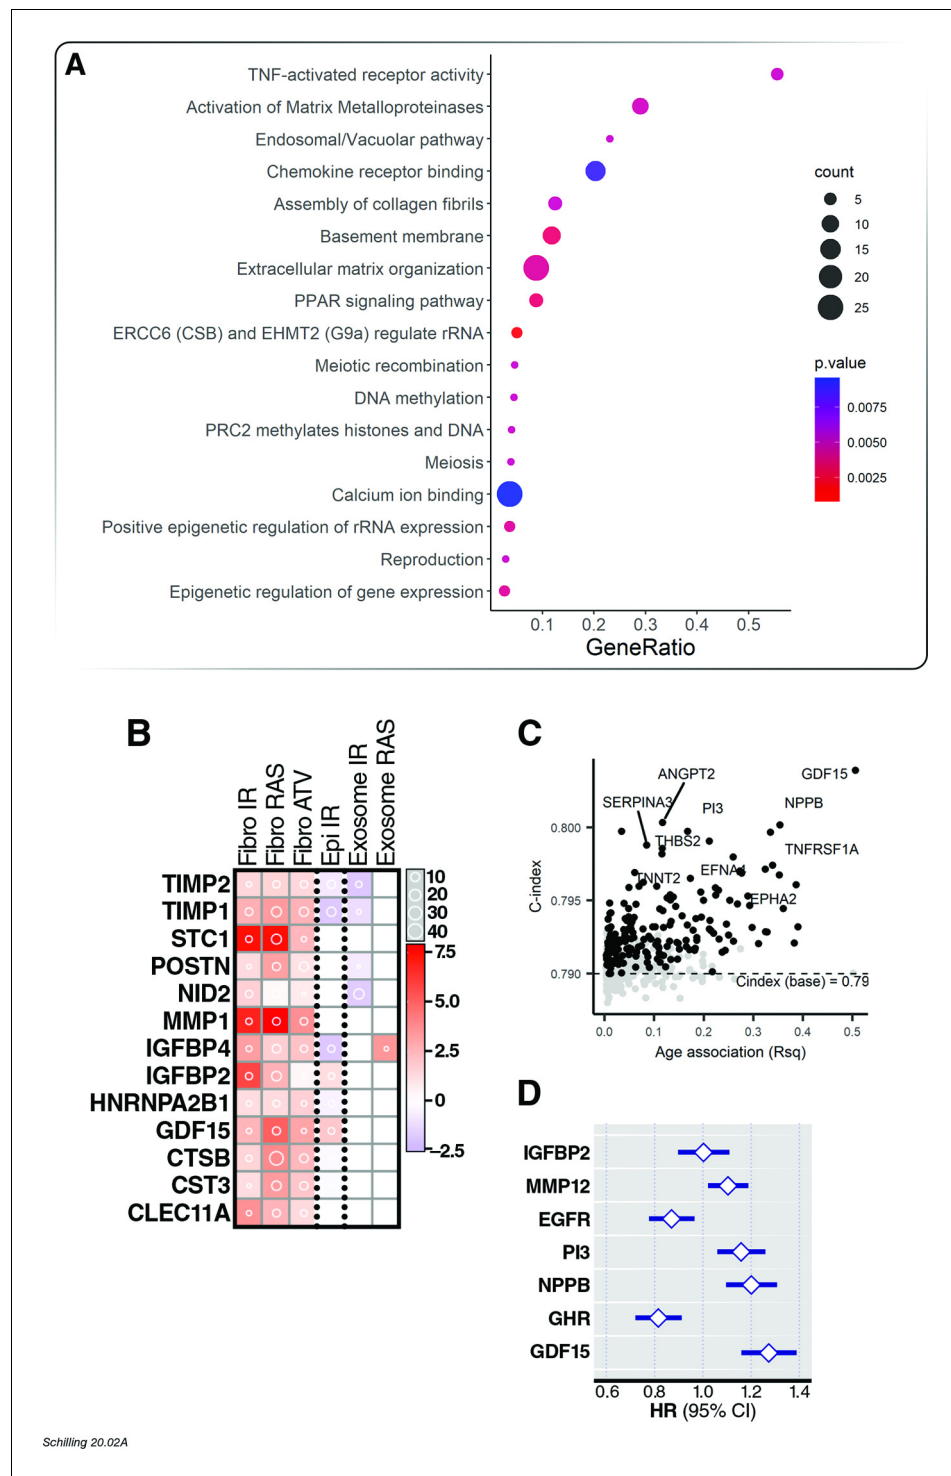 A
TNF-activated receptor activity
Activation of Matrix Metalloproteinases
Endosomal/Vacuolar pathway
Chemokine receptor binding
Assembly of collagen fibrils
Basement membrane
Extracellular matrix organization
PPAR signaling pathway
ERCC6 (CSB) and EHMT2 (G9a) regulate rRNA
Meiotic recombination
DNA methylation
PRC2 methylates histones and DNA
Meiosis
Calcium ion binding
Positive epigenetic regulation of rRNA expression
Reproduction
Epigenetic regulation of gene expression
0.1 0.2 0.3 0.4 0.5
GeneRatio
count
5
10
15
20
25
p.value
0.0075
0.0050
0.0025
B
Fibro IR
Fibro RAS
Fibro ATV
Epi IR
Exosome IR
Exosome RAS
TIMP2
TIMP1
STC1
POSTN
NID2
MMP1
IGFBP4
IGFBP2
HNRNPA2B1
GDF15
CTSB
CST3
CLEC11A
10
20
30
40
7.5
5.0
2.5
0
−2.5
C
ANGPT2
GDF15
SERPINA3
PI3
NPPB
THBS2
TNFRSF1A
EFNA4
TNNT2
EPHA2
Cindex (base) = 0.79
0.800
0.795
0.790
C-index
0.0 0.1 0.2 0.3 0.4 0.5
Age association (Rsq)
D
IGFBP2
MMP12
EGFR
PI3
NPPB
GHR
GDF15
0.6 0.8 1.0 1.2 1.4
HR (95% CI)
Schilling 20.02A